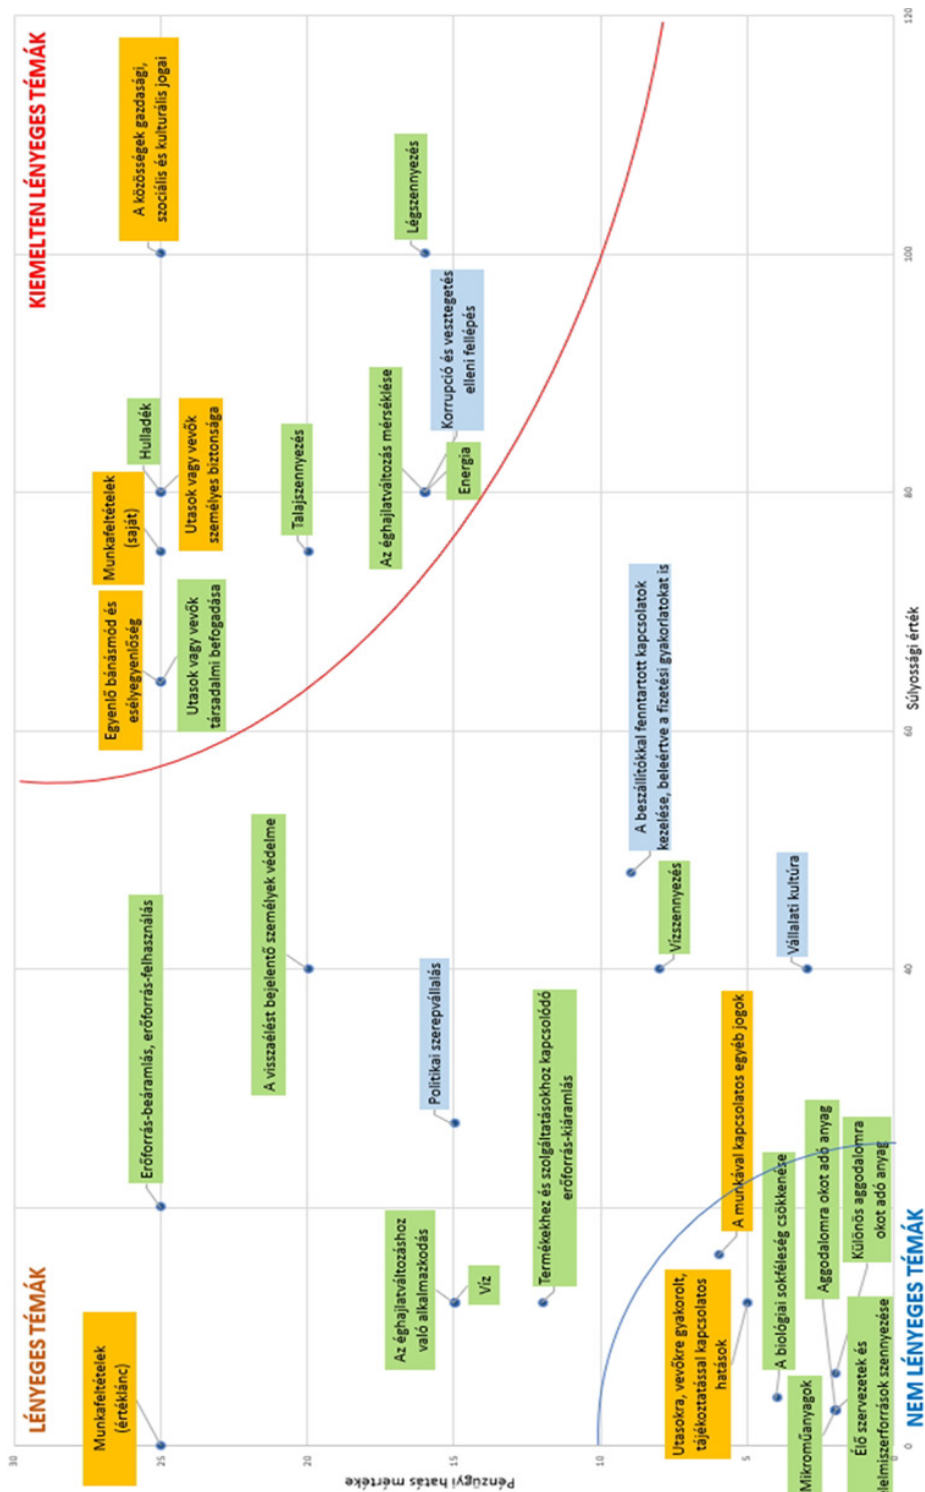 LÉNYEGES TÉMÁK
KIEMELTEN LÉNYEGES TÉMÁK
NEM LÉNYEGES TÉMÁK
Pénzügyi hatás mértéke
30
25
20
15
10
5
0
Munkafeltételek
(értéklánc)
Erőforrás-beáramlás, erőforrás-felhasználás
Egyenlő bánásmód és
esélyegyenlőség
Munkafeltételek
(saját)
Hulladék
A közösségek gazdasági,
szociális és kulturális jogai
Utasok vagy vevők
társadalmi befogadása
Utasok vagy vevők
személyes biztonsága
A visszaélést bejelentő személyek védelme
Talajszennyezés
Az éghajlatváltozáshoz
való alkalmazkodás
Víz
Politikai szerepvállalás
Az éghajlatváltozás mérséklése
Korrupció és vesztegetés
elleni fellépés
Energia
Légszennyezés
Termékekhez és szolgáltatásokhoz kapcsolódó
erőforrás-kiáramlás
A beszállítókkal fenntartott kapcsolatok
kezelése, beleértve a fizetési gyakorlatokat is
Vízszennyezés
Vállalati kultúra
Utasokra, vevőkre gyakorolt,
tájékoztatással kapcsolatos
hatások
A munkával kapcsolatos egyéb jogok
A biológiai sokféleség csökkenése
Mikroműanyagok
Aggodalomra okot adó anyag
Különös aggodalomra
okot adó anyag
Élő szervezetek és
elelmiszerforrások szennyezése
0
40
60
80
100
120
Súlyossági érték